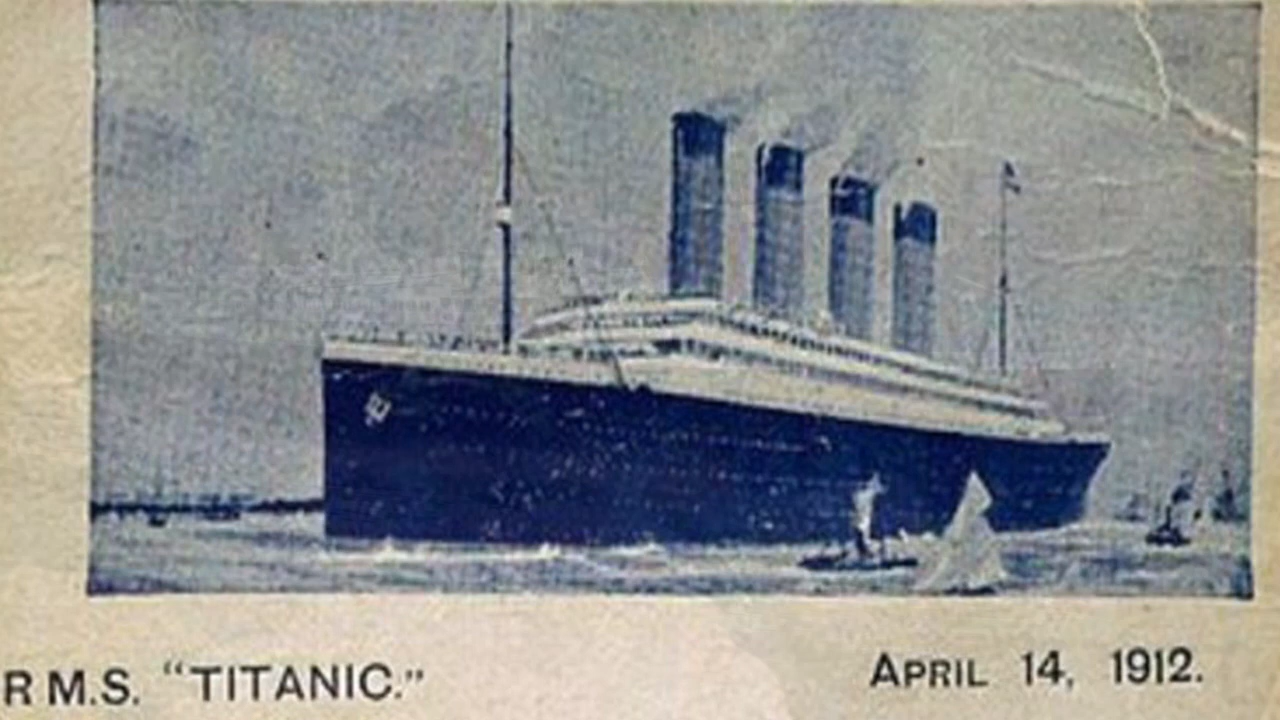 R M.S. “TITANIC.”
APRIL 14, 1912.